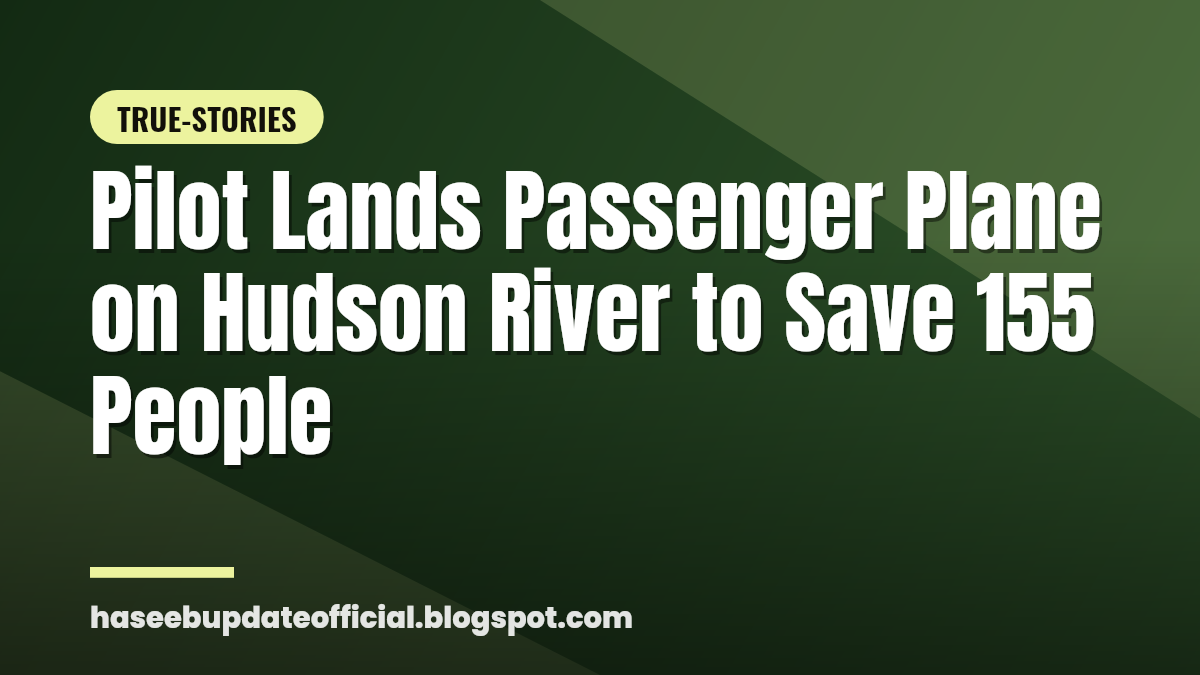 TRUE-STORIES
Pilot Lands Passenger Plane
on Hudson River to Save 155
People
haseebupdateofficial.blogspot.com